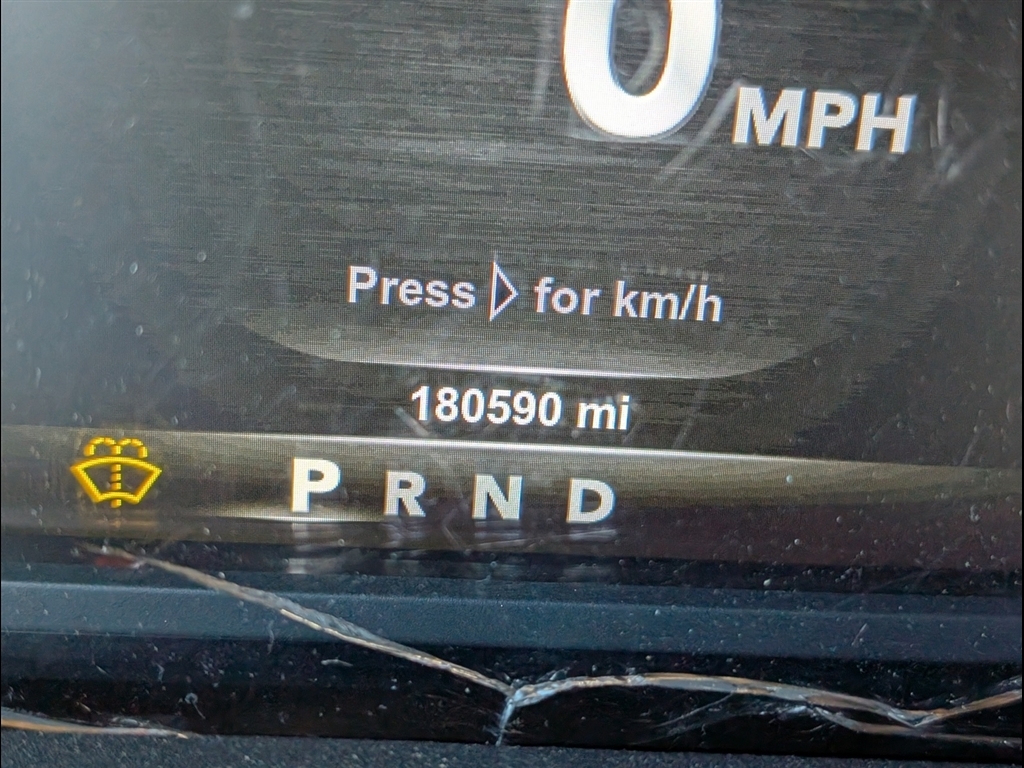 0 MPH
Press ▷ for km/h
180590 mi
P R N D